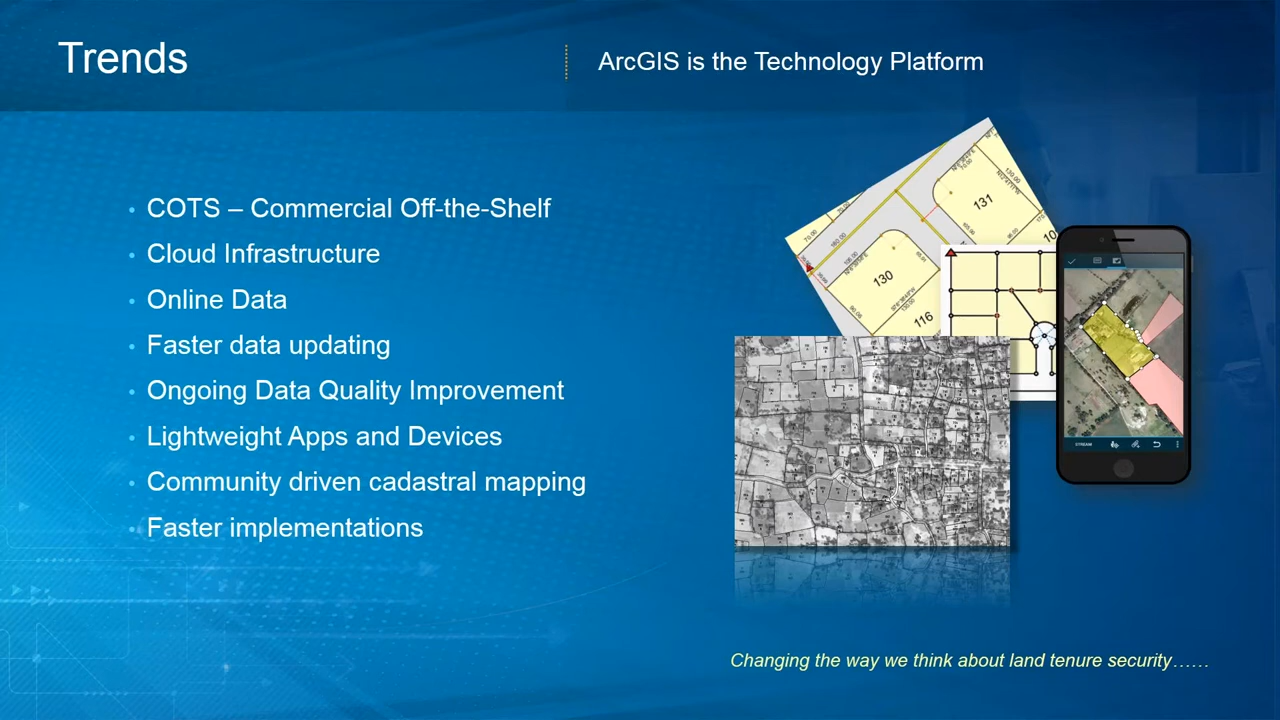 Trends
ArcGIS is the Technology Platform
• COTS – Commercial Off-the-Shelf
• Cloud Infrastructure
• Online Data
• Faster data updating
• Ongoing Data Quality Improvement
• Lightweight Apps and Devices
• Community driven cadastral mapping
• Faster implementations
131
130
116
10
STREAM
Changing the way we think about land tenure security……